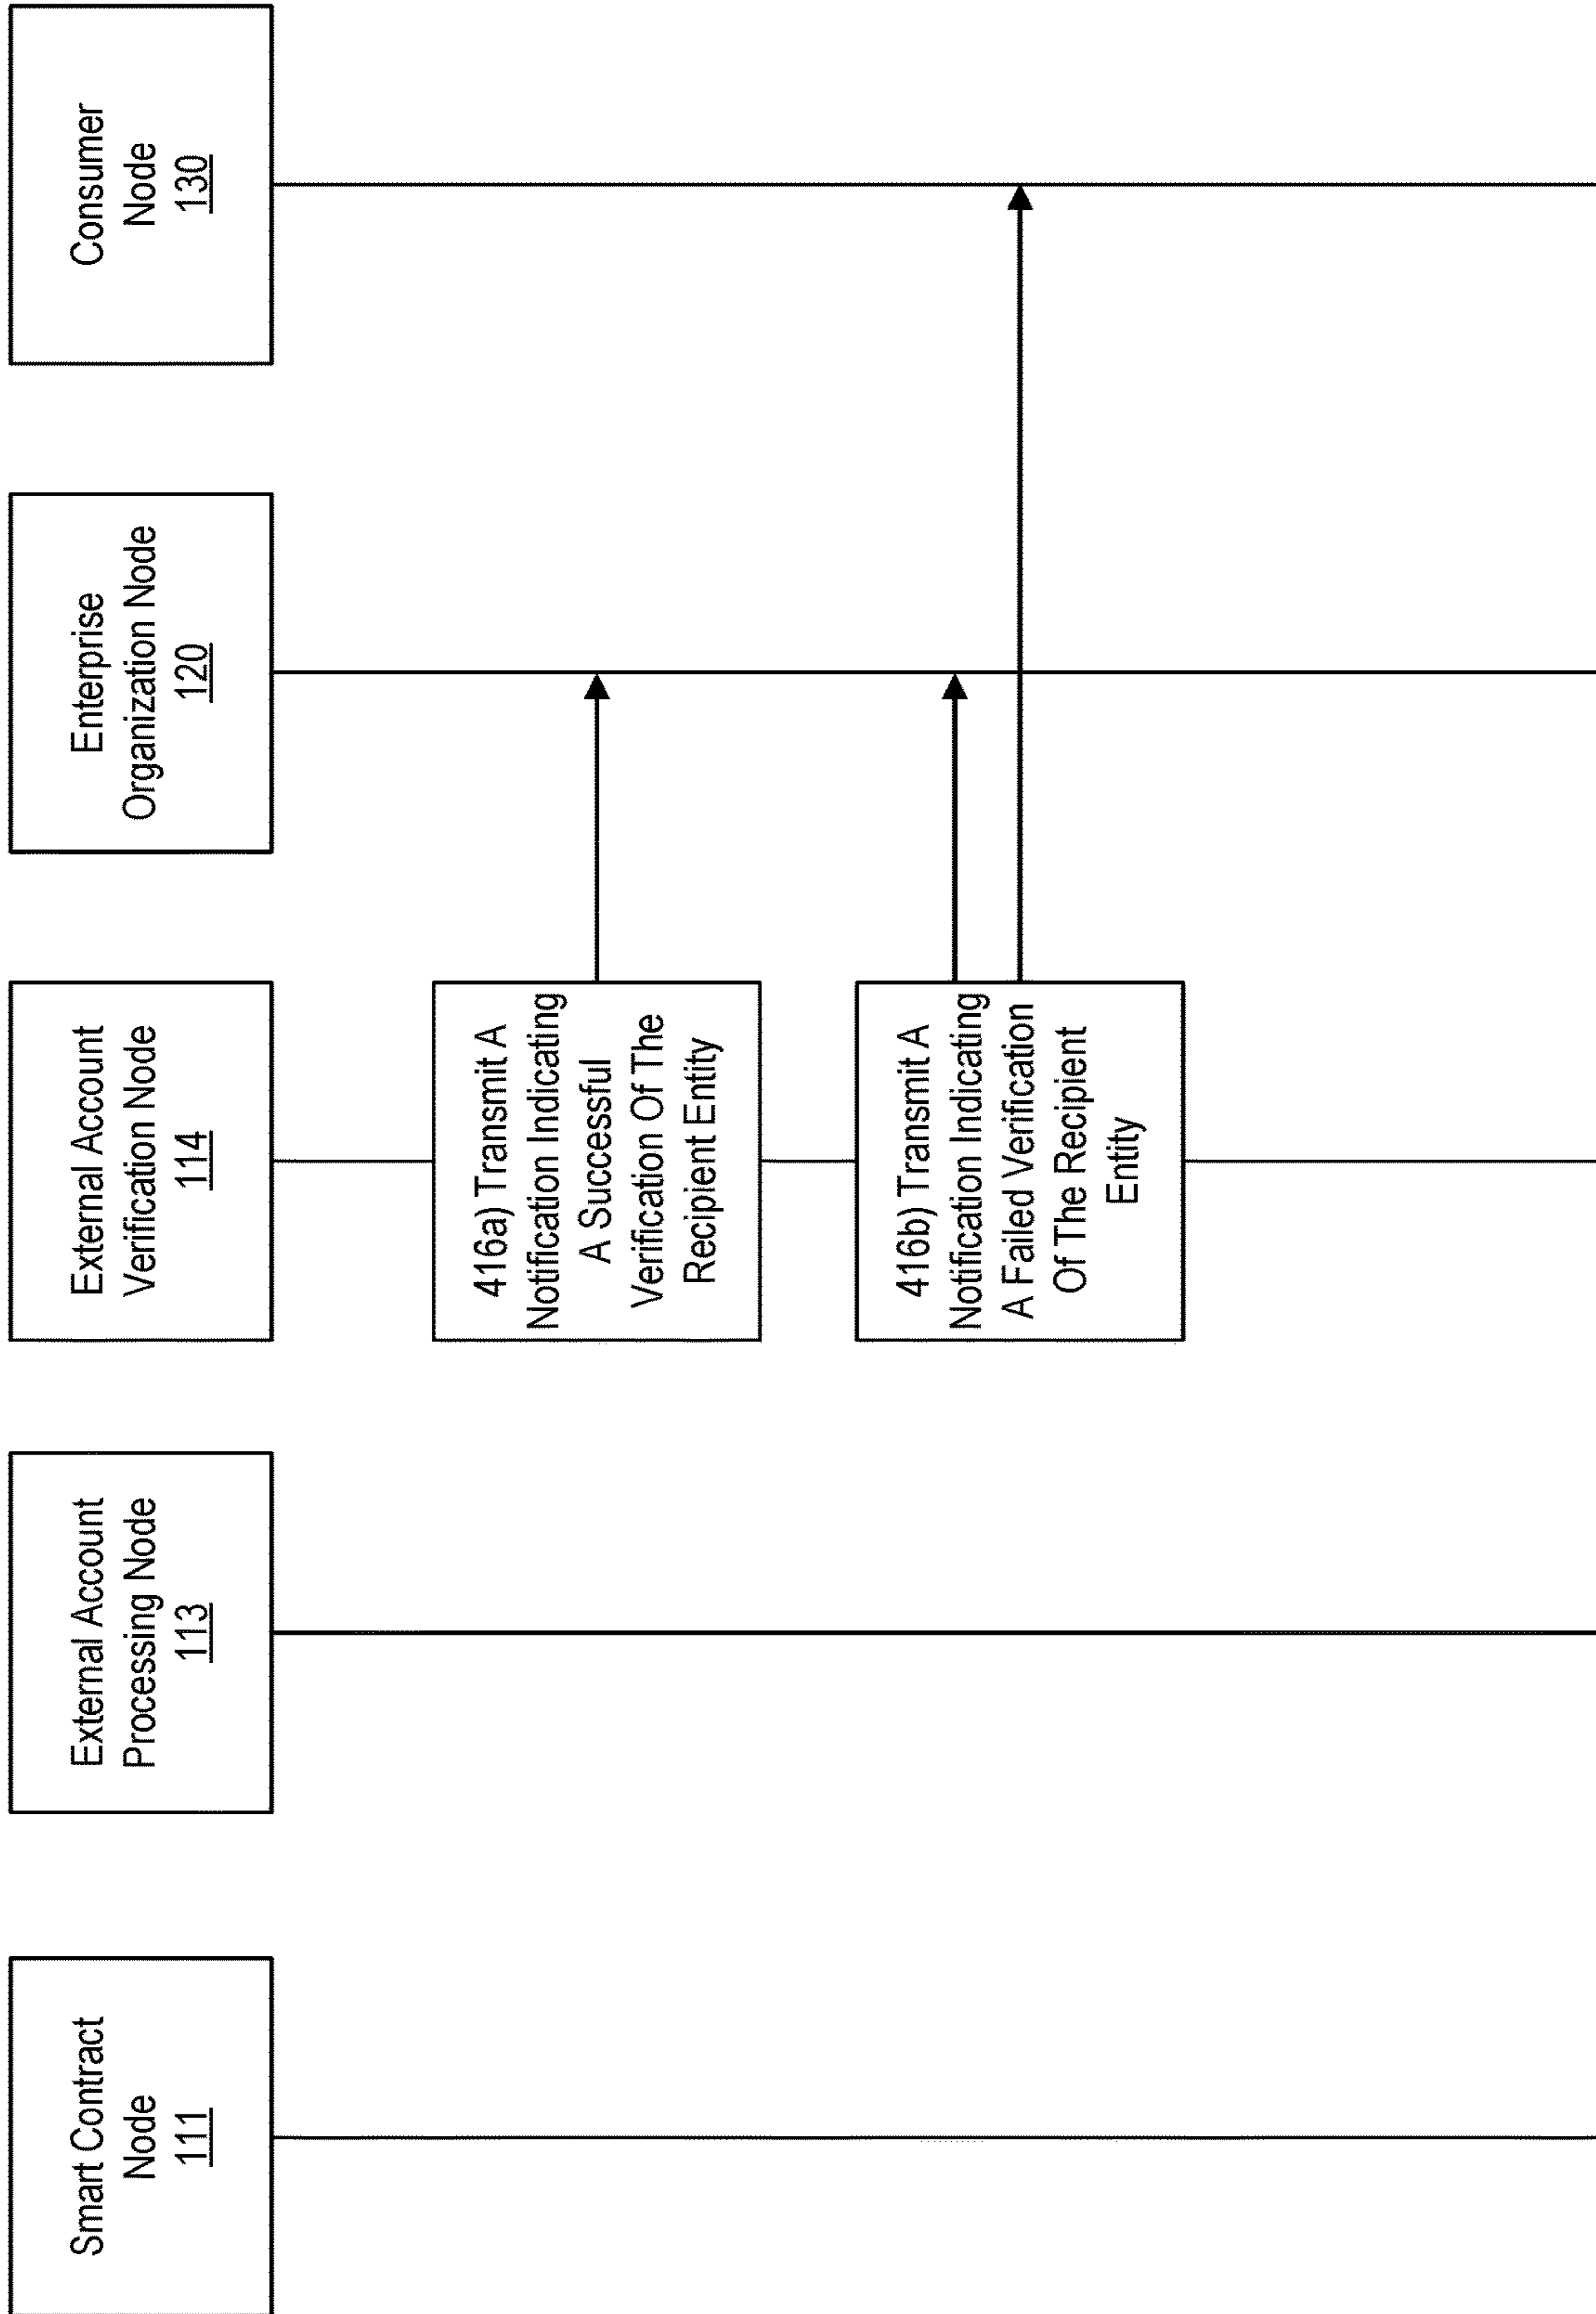 Smart Contract
Node
111
External Account
Processing Node
113
External Account
Verification Node
114
Enterprise
Organization Node
120
Consumer
Node
130
416a) Transmit A
Notification Indicating
A Successful
Verification Of The
Recipient Entity
416b) Transmit A
Notification Indicating
A Failed Verification
Of The Recipient
Entity